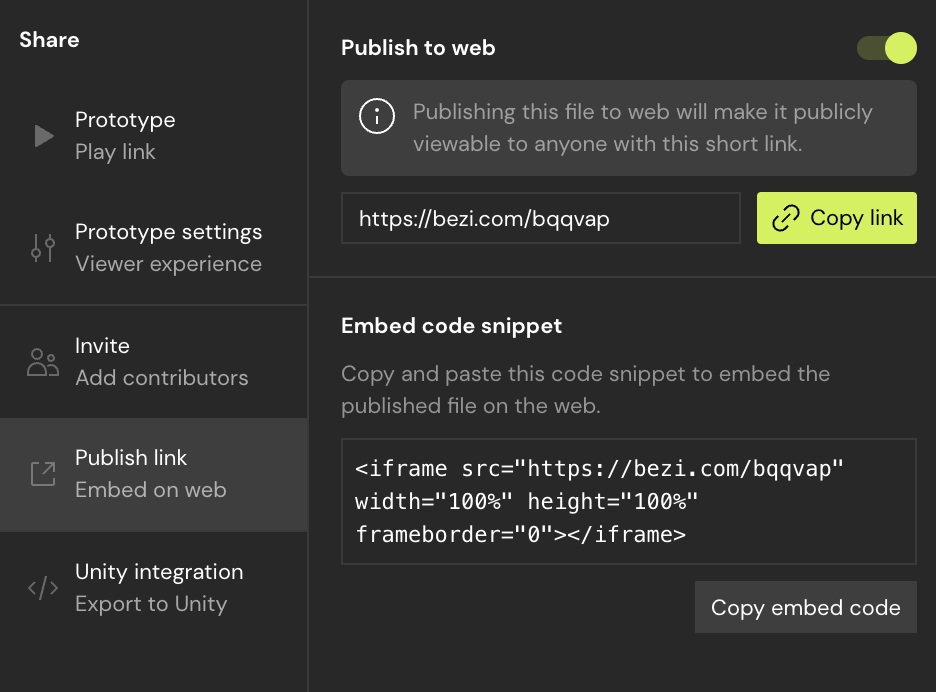 Share
Prototype
Play link
Prototype settings
Viewer experience
Invite
Add contributors
Publish link
Embed on web
Unity integration
Export to Unity
Publish to web
Publishing this file to web will make it publicly
viewable to anyone with this short link.
https://bezi.com/bqqvap
Copy link
Embed code snippet
Copy and paste this code snippet to embed the
published file on the web.
<iframe src="https://bezi.com/bqqvap"
width="100%" height="100%"
frameborder="0"></iframe>
Copy embed code